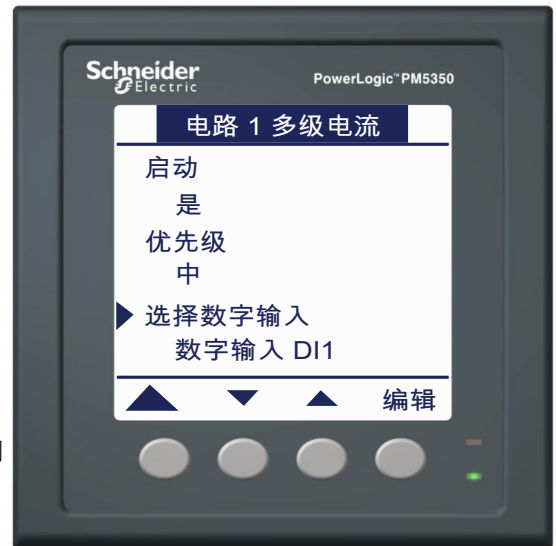 Schneider
Electric
PowerLogic™ PM5350
电路 1 多级电流
启动
是
优先级
中
选择数字输入
数字输入 DI1
编辑